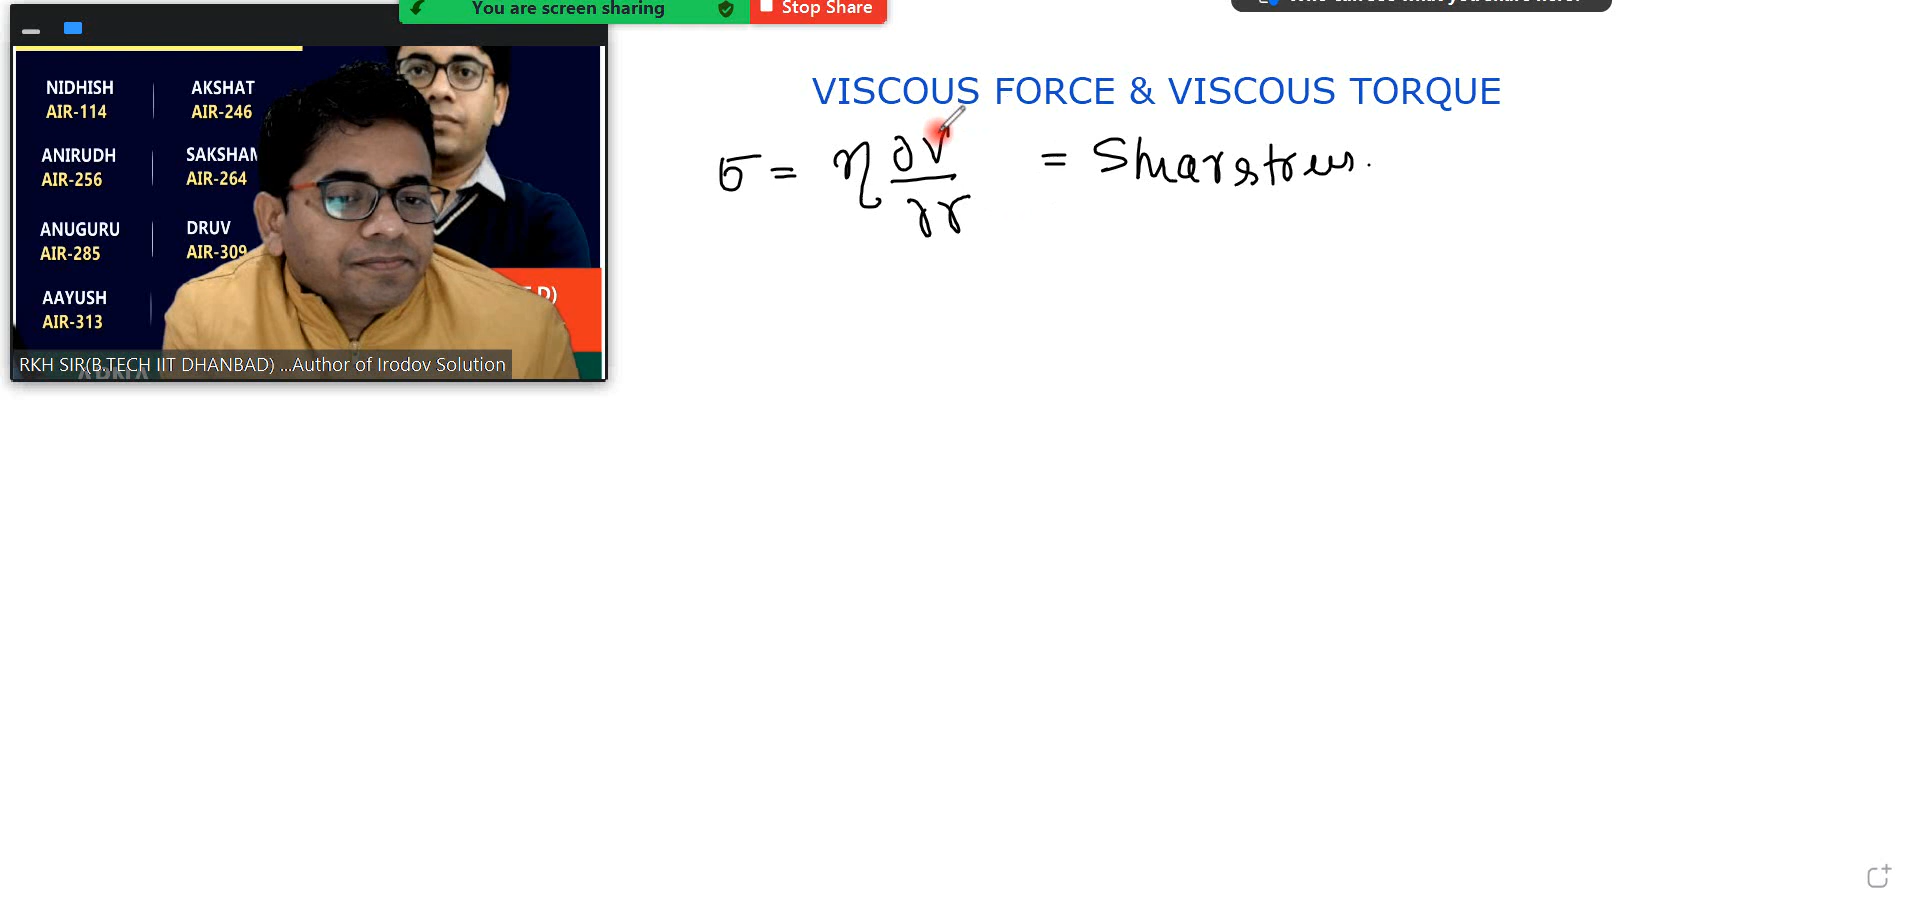 You are screen sharing
Stop Share
NIDHISH
AIR-114
AKSHAT
AIR-246
ANIRUDH
AIR-256
SAKSHAM
AIR-264
ANUGURU
AIR-285
DRUV
AIR-309
AAYUSH
AIR-313
RKH SIR(B.TECH IIT DHANBAD) ...Author of Irodov Solution
VISCOUS FORCE & VISCOUS TORQUE
σ = η ∂v/∂r = Shear stress.